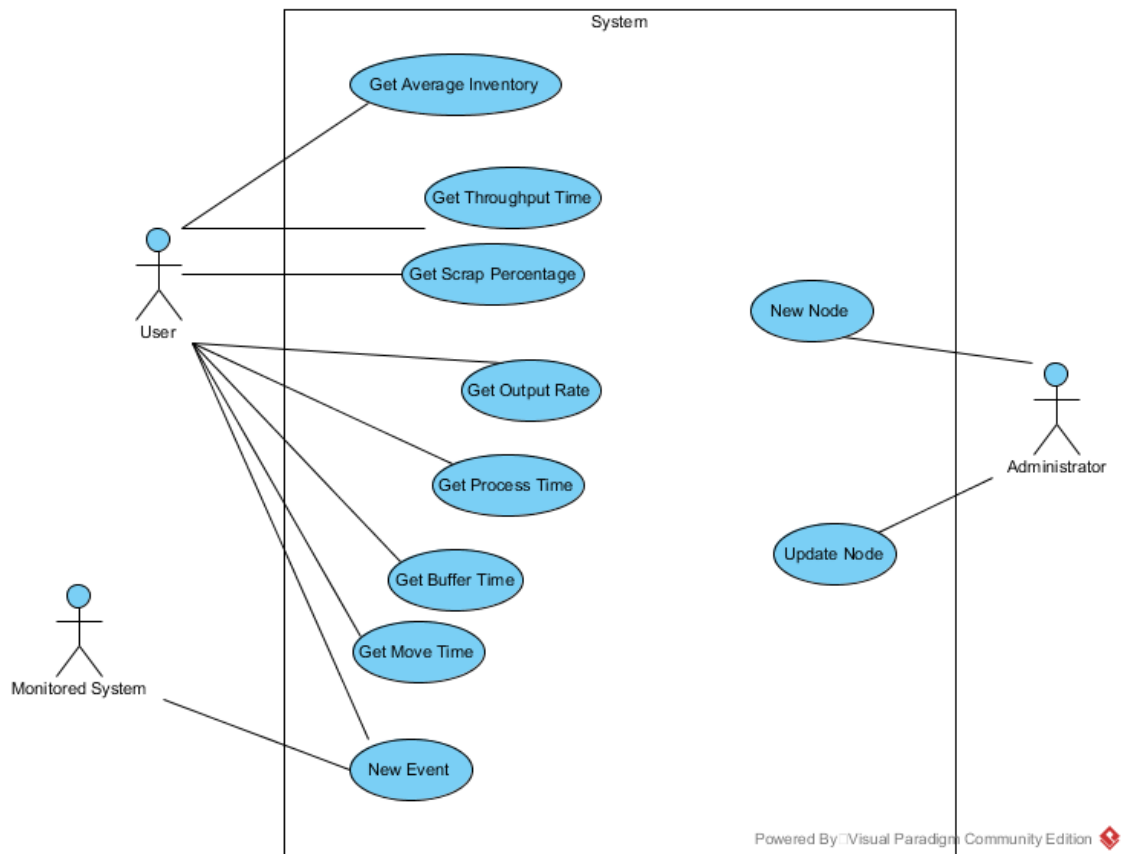 System
Get Average Inventory
Get Throughput Time
Get Scrap Percentage
User
New Node
Get Output Rate
Administrator
Get Process Time
Update Node
Get Buffer Time
Get Move Time
Monitored System
New Event
Powered By Visual Paradigm Community Edition